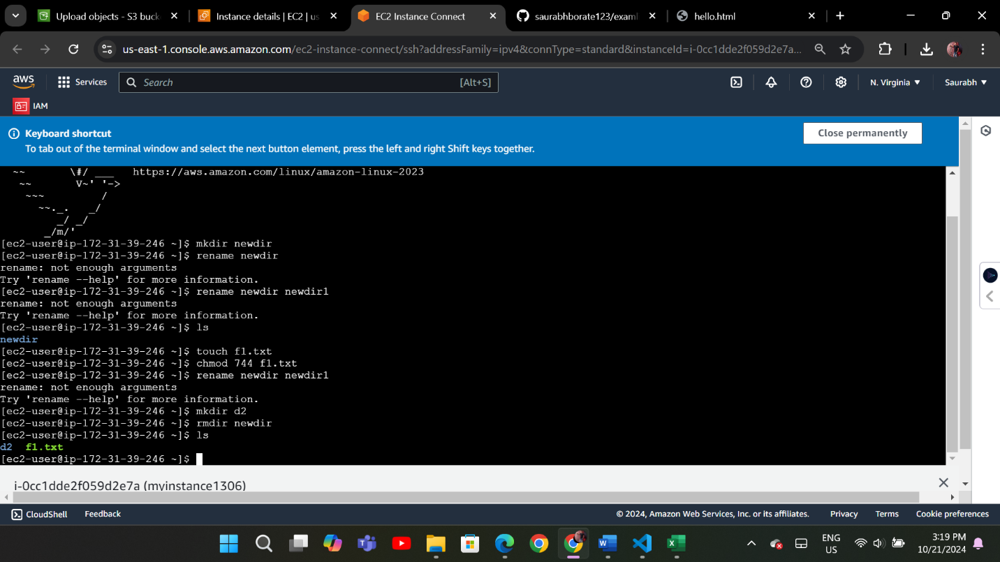 Upload objects - S3 buck
Instance details | EC2 | us
EC2 Instance Connect
saurabhborate123/examl
hello.html
us-east-1.console.aws.amazon.com/ec2-instance-connect/ssh?addressFamily=ipv4&connType=standard&instanceId=i-0cc1dde2f059d2e7a...
aws
Services
Search
[Alt+S]
N. Virginia
Saurabh
IAM
Keyboard shortcut
To tab out of the terminal window and select the next button element, press the left and right Shift keys together.
Close permanently
~~       \#/ ___   https://aws.amazon.com/linux/amazon-linux-2023
~~       V~' '->
~~~         /
~~._.   _/
_/ _/
_/m/'
[ec2-user@ip-172-31-39-246 ~]$ mkdir newdir
[ec2-user@ip-172-31-39-246 ~]$ rename newdir
rename: not enough arguments
Try 'rename --help' for more information.
[ec2-user@ip-172-31-39-246 ~]$ rename newdir newdir1
rename: not enough arguments
Try 'rename --help' for more information.
[ec2-user@ip-172-31-39-246 ~]$ ls
newdir
[ec2-user@ip-172-31-39-246 ~]$ touch f1.txt
[ec2-user@ip-172-31-39-246 ~]$ chmod 744 f1.txt
[ec2-user@ip-172-31-39-246 ~]$ rename newdir newdir1
rename: not enough arguments
Try 'rename --help' for more information.
[ec2-user@ip-172-31-39-246 ~]$ mkdir d2
[ec2-user@ip-172-31-39-246 ~]$ rmdir newdir
[ec2-user@ip-172-31-39-246 ~]$ ls
d2  f1.txt
[ec2-user@ip-172-31-39-246 ~]$
i-0cc1dde2f059d2e7a (myinstance1306)
CloudShell
Feedback
© 2024, Amazon Web Services, Inc. or its affiliates.
Privacy
Terms
Cookie preferences
ENG
US
3:19 PM
10/21/2024